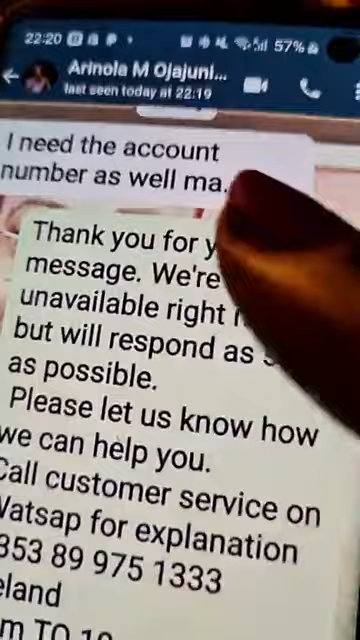 22:20 57%
Arinola M Ojajuni...
last seen today at 22:19
I need the account
number as well ma.
Thank you for
message. We're
unavailable right
but will respond as
as possible.
Please let us know how
we can help you.
Call customer service on
Watsap for explanation
353 89 975 1333
eland
m TO 10